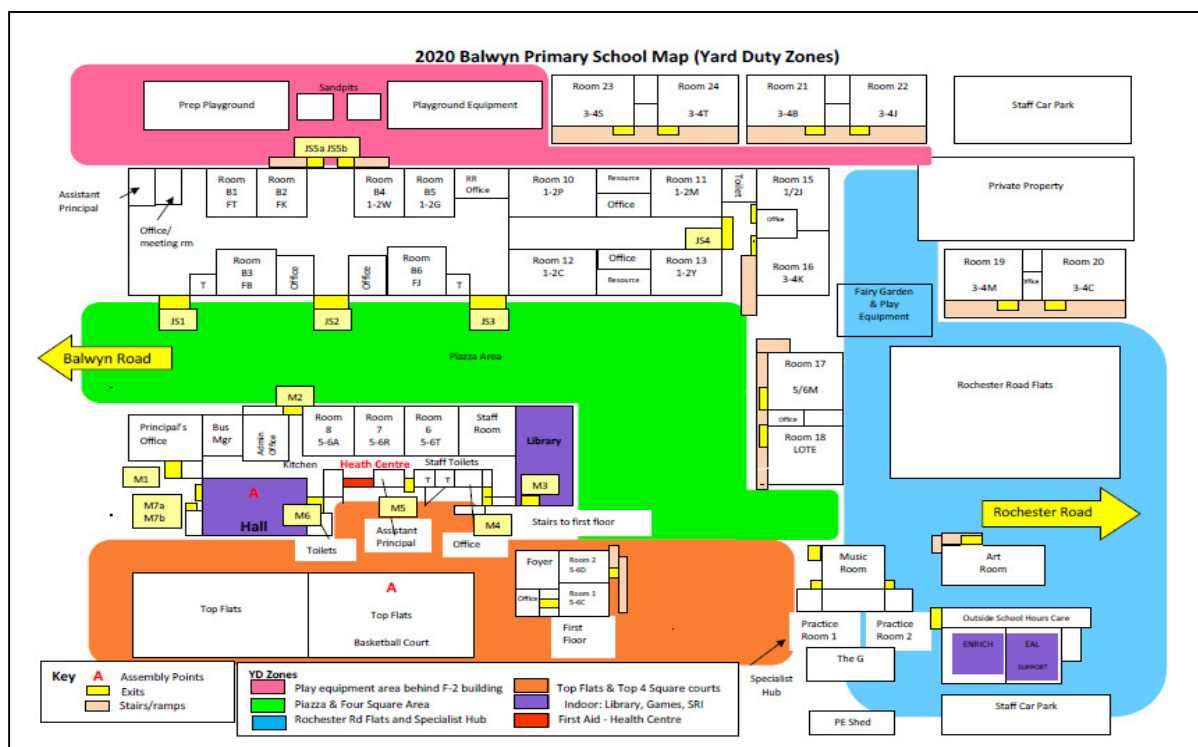 2020 Balwyn Primary School Map (Yard Duty Zones)
Prep Playground
Sandpits
Playground Equipment
Room 23
3-4S
Room 24
3-4T
Room 21
3-4B
Room 22
3-4J
Staff Car Park
JS5a JS5b
Assistant
Principal
Office/
meeting rm
Room
B1
FT
Room
B2
FK
Room
B4
1-2W
Room
B5
1-2G
RR
Office
Room 10
1-2P
Resource
Office
Room 11
1-2M
Toilet
Room 15
1/2J
Office
Private Property
JS4
Room
B3
FB
T
Office
Office
Room
B6
FJ
T
Room 12
1-2C
Office
Resource
Room 13
1-2Y
Room 16
3-4K
Room 19
3-4M
Office
Room 20
3-4C
Fairy Garden
& Play
Equipment
JS1
JS2
JS3
Balwyn Road
Piazza Area
Room 17
5/6M
Office
Room 18
LOTE
Rochester Road Flats
M2
Principal's
Office
Bus
Mgr
Admin
Office
Room
8
5-6A
Room
7
5-6R
Room
6
5-6T
Staff
Room
Library
Kitchen
Heath Centre
Staff Toilets
T
T
M1
M7a
M7b
A
Hall
M6
M5
M4
M3
Toilets
Assistant
Principal
Office
Stairs to first floor
Rochester Road
Foyer
Room 2
5-6D
Office
Room 1
5-6C
First
Floor
Music
Room
Art
Room
Top Flats
A
Top Flats
Basketball Court
Practice
Room 1
Practice
Room 2
Outside School Hours Care
ENRICH
EAL
SUPPORT
Specialist
Hub
The G
PE Shed
Staff Car Park
Key
A Assembly Points
Exits
Stairs/ramps
YD Zones
Play equipment area behind F-2 building
Piazza & Four Square Area
Rochester Rd Flats and Specialist Hub
Top Flats & Top 4 Square courts
Indoor: Library, Games, SRI
First Aid - Health Centre